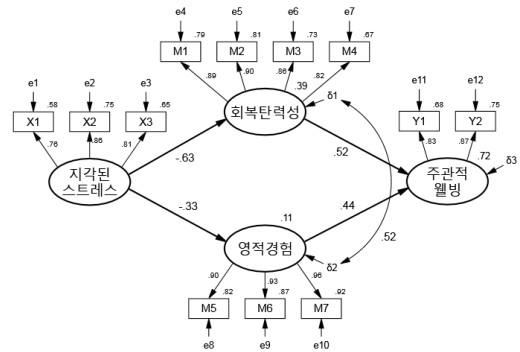 e4 e5 e6 e7
.79 .81 .73 .67
M1 M2 M3 M4
.89 .90 .86 .82
.39
회복탄력성
δ1
e1 e2 e3
.58 .75 .65
X1 X2 X3
.76 .86 .81
e11 e12
.68 .75
Y1 Y2
.83 .87
.72
δ3
지각된
스트레스
-.63
.52
주관적
웰빙
-.33
.44
.52
.11
영적경험
δ2
.90 .93 .96
.82 .87 .92
M5 M6 M7
e8 e9 e10